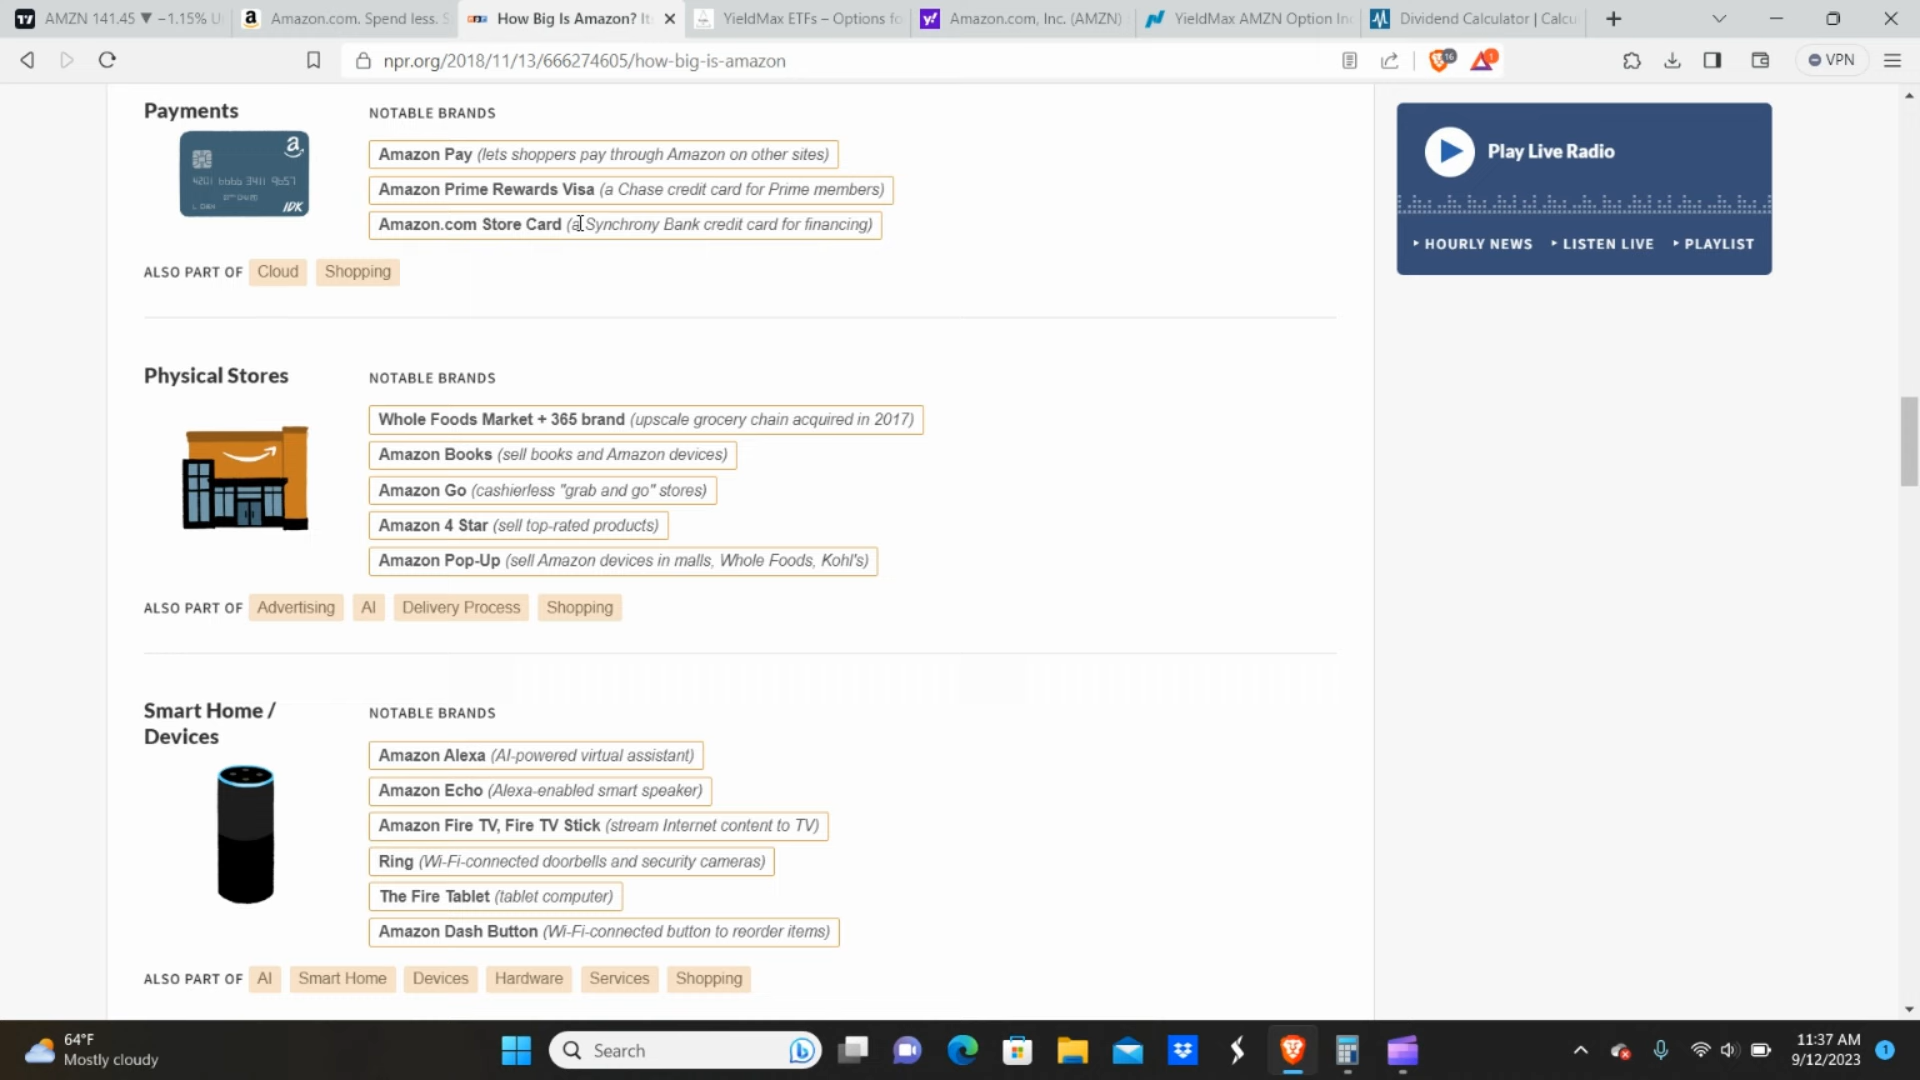 AMZN 141.45 ▼ −1.15% U
Amazon.com. Spend less. S
How Big Is Amazon? It
YieldMax ETFs – Options fo
Amazon.com, Inc. (AMZN)
YieldMax AMZN Option In
Dividend Calculator | Calcu
npr.org/2018/11/13/666274605/how-big-is-amazon
16
1
VPN
Payments
NOTABLE BRANDS
Amazon Pay (lets shoppers pay through Amazon on other sites)
Amazon Prime Rewards Visa (a Chase credit card for Prime members)
Amazon.com Store Card (a Synchrony Bank credit card for financing)
ALSO PART OF Cloud Shopping
Physical Stores
NOTABLE BRANDS
Whole Foods Market + 365 brand (upscale grocery chain acquired in 2017)
Amazon Books (sell books and Amazon devices)
Amazon Go (cashierless "grab and go" stores)
Amazon 4 Star (sell top-rated products)
Amazon Pop-Up (sell Amazon devices in malls, Whole Foods, Kohl's)
ALSO PART OF Advertising AI Delivery Process Shopping
Smart Home /
Devices
NOTABLE BRANDS
Amazon Alexa (AI-powered virtual assistant)
Amazon Echo (Alexa-enabled smart speaker)
Amazon Fire TV, Fire TV Stick (stream Internet content to TV)
Ring (Wi-Fi-connected doorbells and security cameras)
The Fire Tablet (tablet computer)
Amazon Dash Button (Wi-Fi-connected button to reorder items)
ALSO PART OF AI Smart Home Devices Hardware Services Shopping
Play Live Radio
HOURLY NEWS LISTEN LIVE PLAYLIST
64°F
Mostly cloudy
Search
11:37 AM
9/12/2023
1